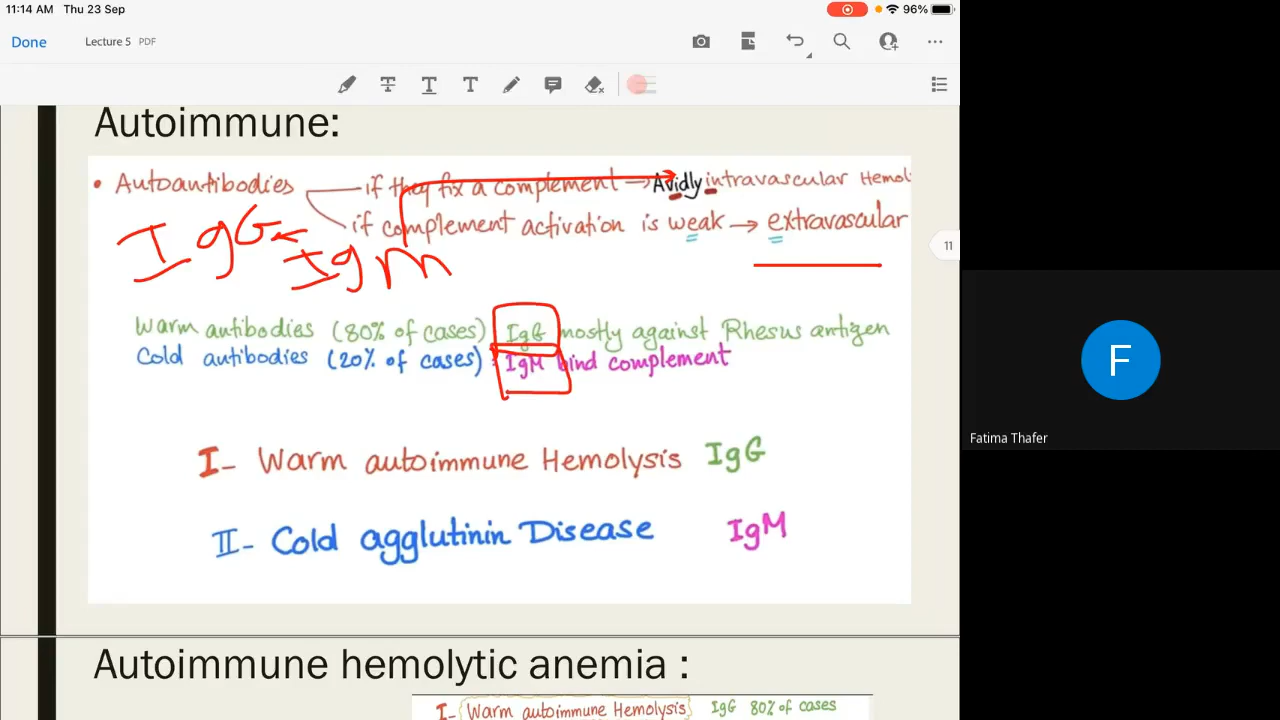 11:14 AM Thu 23 Sep 96%
Done Lecture 5 PDF
Autoimmune:
• Autoantibodies if they fix a complement → Avidly intravascular Hemol
if complement activation is weak → extravascular
IgG IgM
11
Warm antibodies (80% of cases) IgG mostly against Rhesus antigen
Cold antibodies (20% of cases) : IgM bind complement
I- Warm autoimmune Hemolysis IgG
II- Cold agglutinin Disease IgM
Autoimmune hemolytic anemia :
I- Warm autoimmune Hemolysis IgG 80% of cases
F
Fatima Thafer